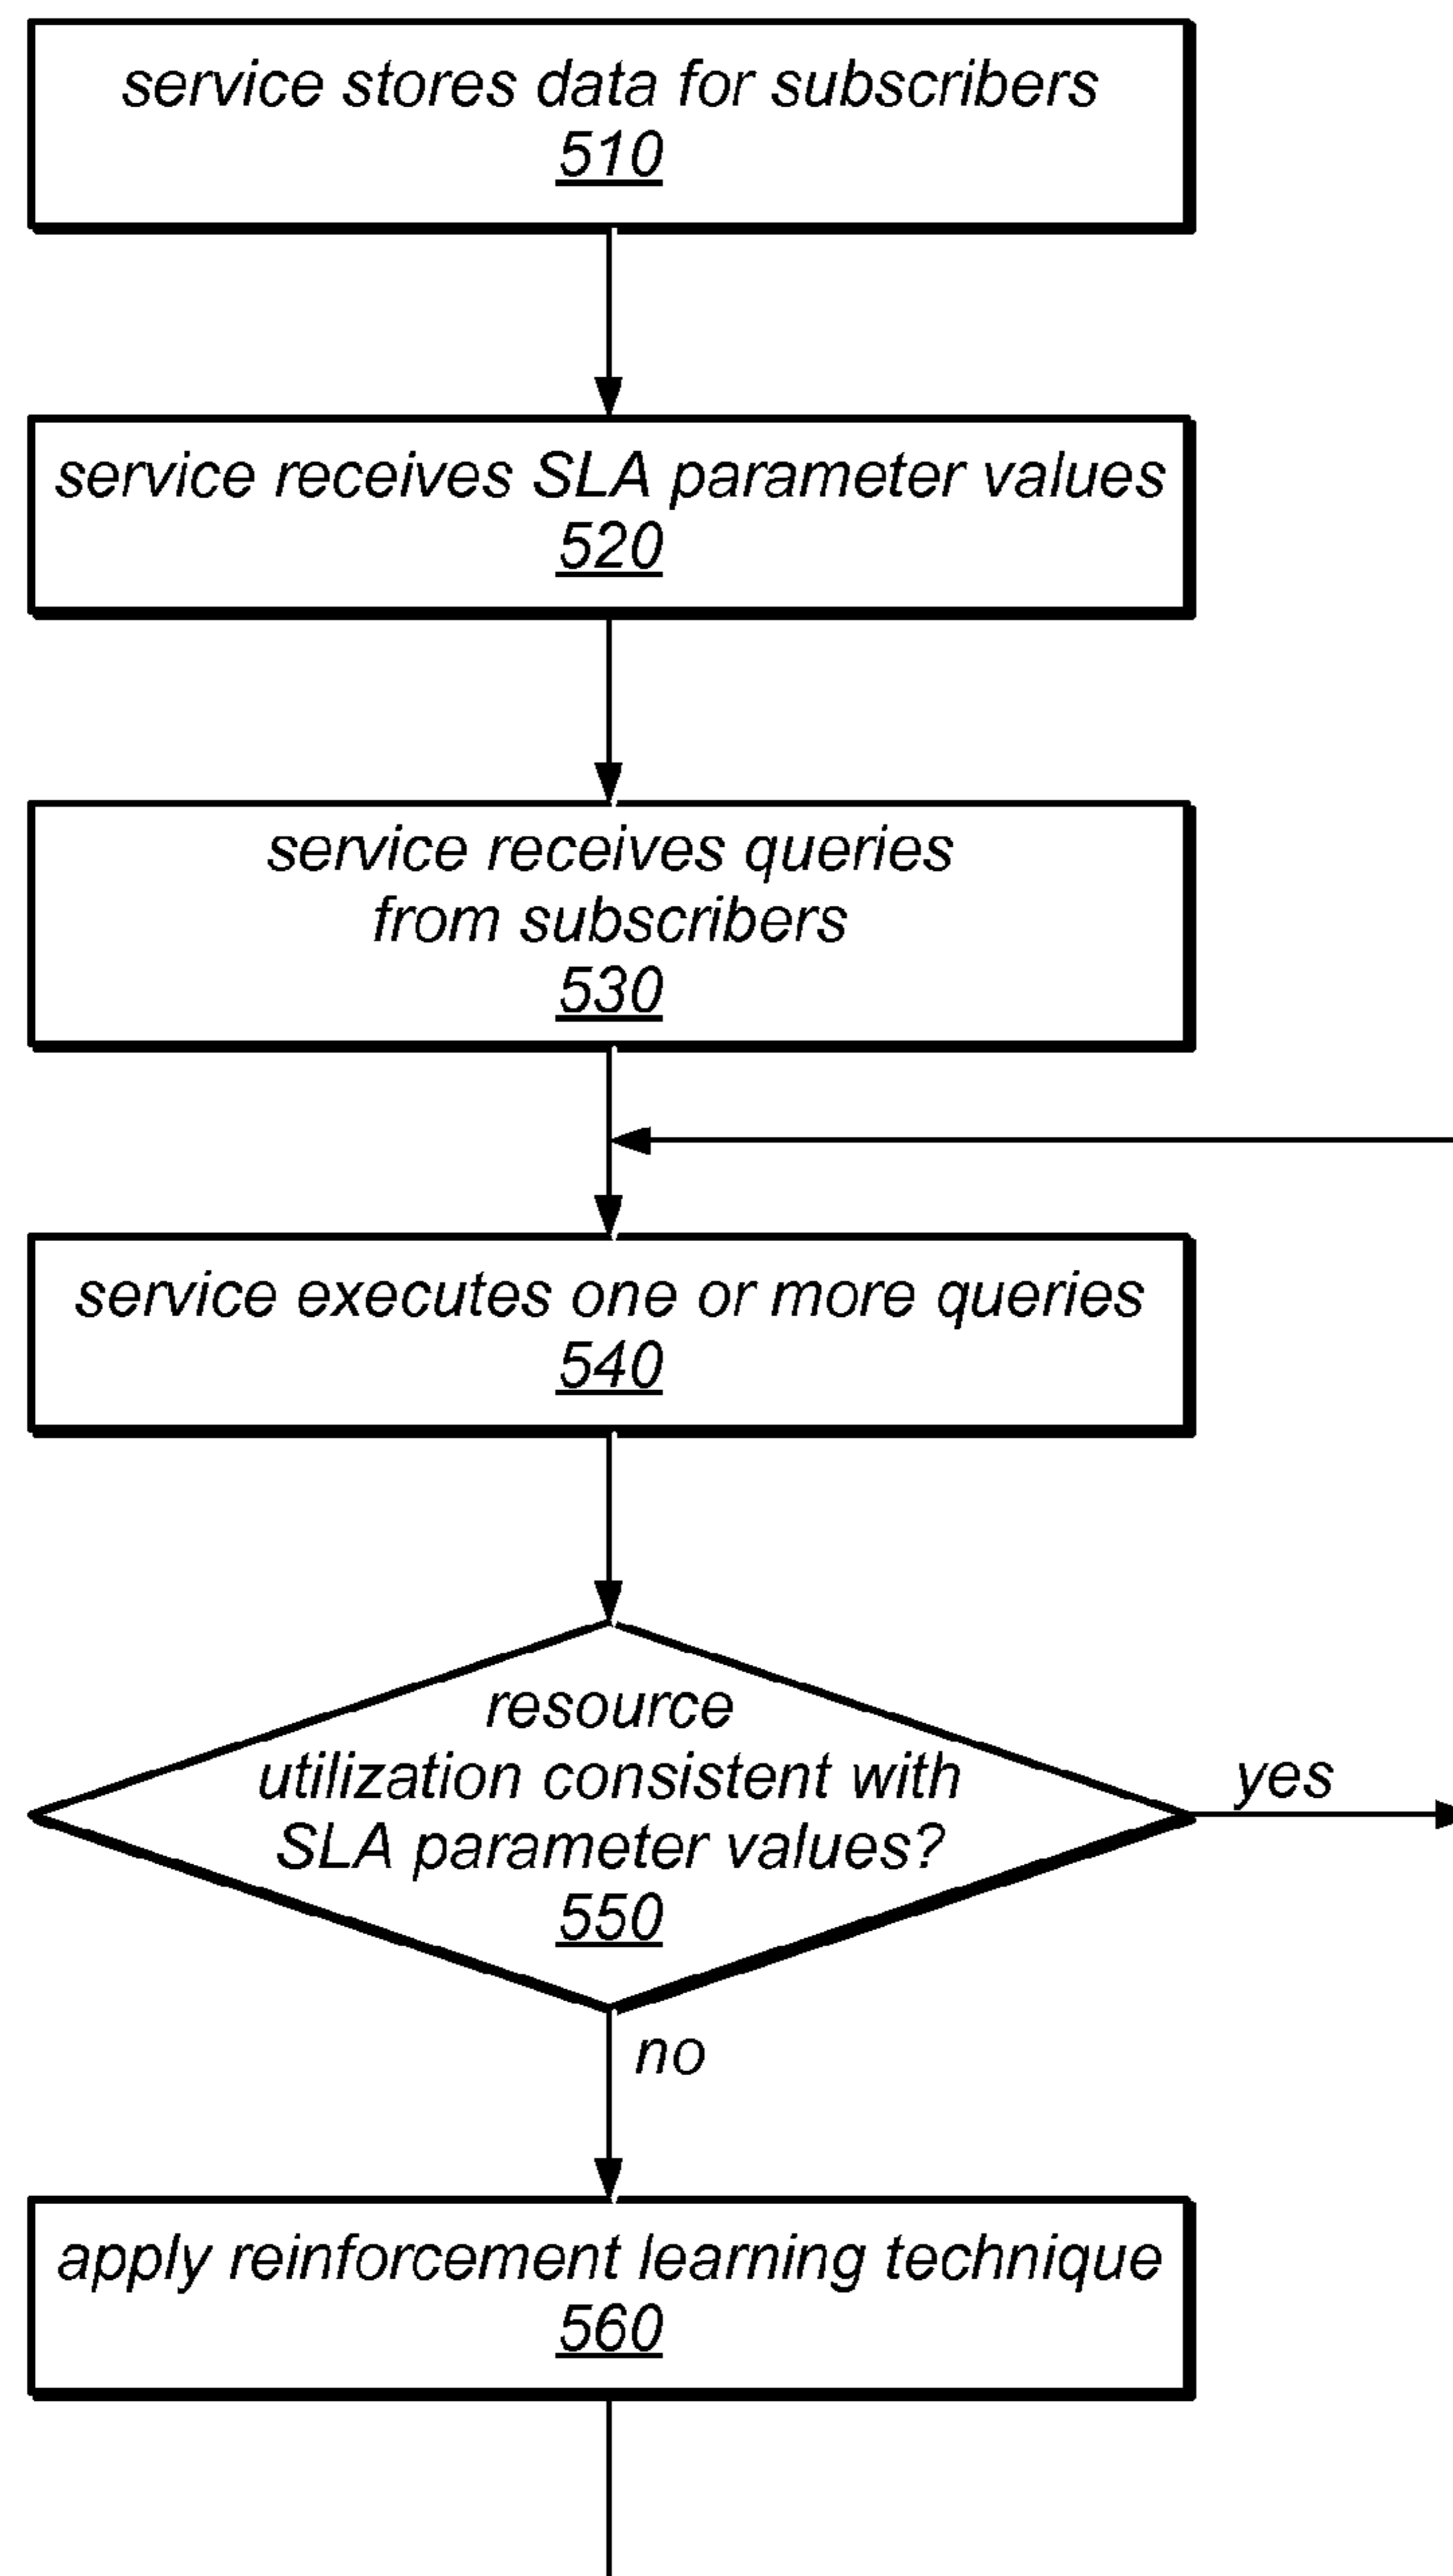 service stores data for subscribers
510
service receives SLA parameter values
520
service receives queries
from subscribers
530
service executes one or more queries
540
resource
utilization consistent with
SLA parameter values?
550
yes
no
apply reinforcement learning technique
560